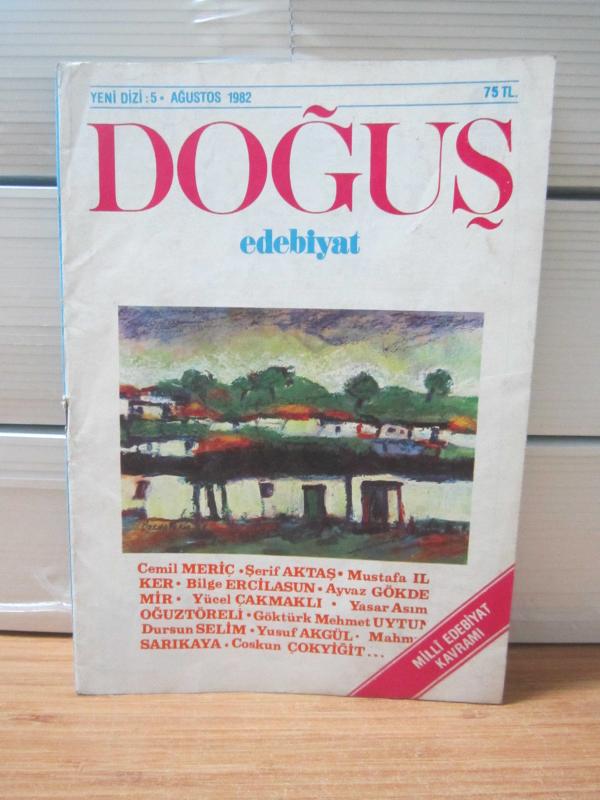 YENİ DİZİ : 5 • AĞUSTOS 1982
75 TL.
DOĞUŞ
edebiyat
Cemil MERİÇ • Şerif AKTAŞ • Mustafa IL
KER • Bilge ERCİLASUN • Ayvaz GÖKDE
MİR • Yücel ÇAKMAKLI • Yasar Asım
OĞUZTÖRELİ • Göktürk Mehmet UYTUN
Dursun SELİM • Yusuf AKGÜL • Mahm
SARIKAYA • Coskun ÇOKYİĞİT...
MİLLİ EDEBİYAT
KAVRAMI